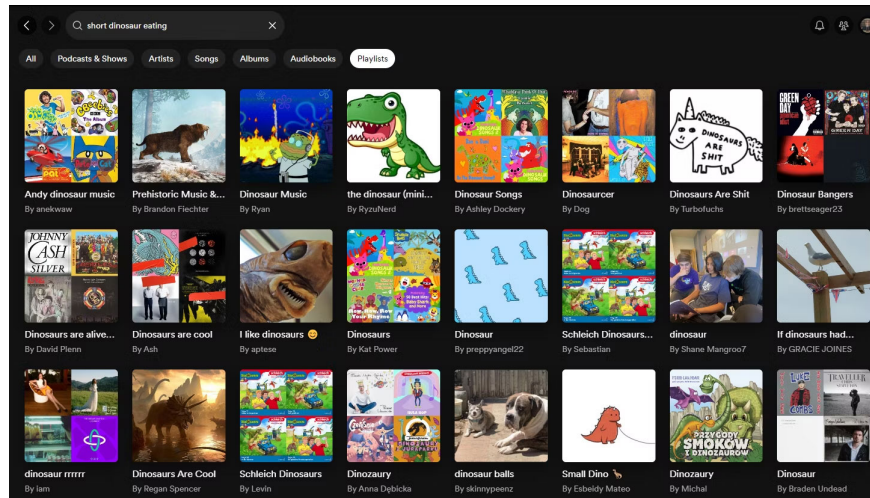 short dinosaur eating
All Podcasts & Shows Artists Songs Albums Audiobooks Playlists
GREEN DAY
DINOSAURS ARE SHIT
Andy dinosaur music Prehistoric Music &... Dinosaur Music the dinosaur (mini... Dinosaur Songs Dinosaurcer Dinosaurs Are Shit Dinosaur Bangers
By anekwaw By Brandon Fiechter By Ryan By RyzuNerd By Ashley Dockery By Dog By Turbofuchs By brettseager23
JOHNNY CASH SILVER
Dinosaurs are alive... Dinosaurs are cool I like dinosaurs 😊 Dinosaurs Dinosaur Schleich Dinosaurs... dinosaur If dinosaurs had...
By David Plenn By Ash By aptese By Kat Power By preppyangel22 By Sebastian By Shane Mangroo7 By GRACIE JOINES
LUKE COMBS TRAVELLER
PRZYGODY SMOKÓW I DINOZAURÓW
dinosaur rrrrrr Dinosaurs Are Cool Schleich Dinosaurs Dinozaury dinosaur balls Small Dino 🦕 Dinozaury Dinosaur
By iam By Regan Spencer By Levin By Anna Dębicka By skinnypeenz By Esbeidy Mateo By Michal By Braden Undead